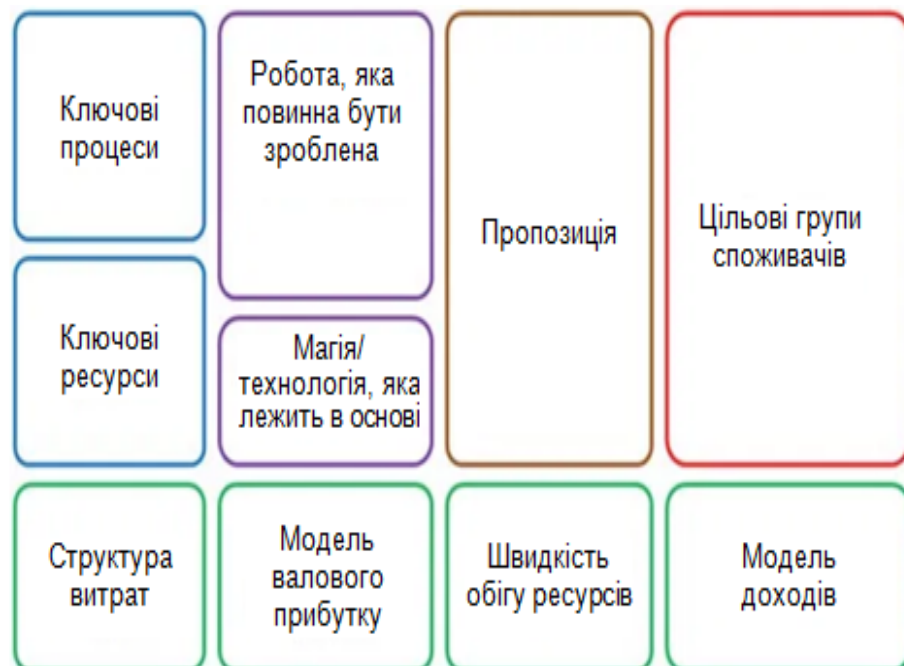 Ключові
процеси
Робота, яка
повинна бути
зроблена
Пропозиція
Цільові групи
споживачів
Ключові
ресурси
Магія/
технологія, яка
лежить в основі
Структура
витрат
Модель
валового
прибутку
Швидкість
обігу ресурсів
Модель
доходів